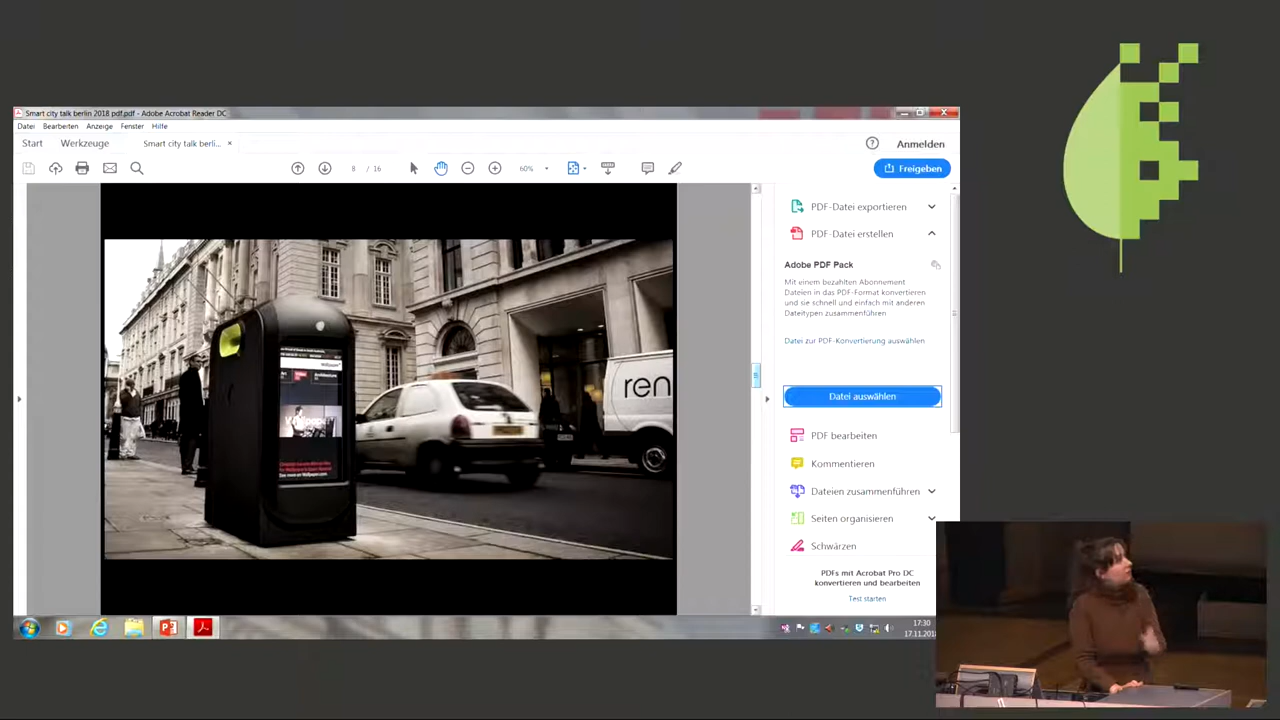 Smart city talk berlin 2018 pdf.pdf - Adobe Acrobat Reader DC
Datei Bearbeiten Anzeige Fenster Hilfe
Start Werkzeuge Smart city talk berli... × Anmelden
8 / 16 60% Freigeben
PDF-Datei exportieren
PDF-Datei erstellen
Adobe PDF Pack
Mit einem bezahlten Abonnement
Dateien in das PDF-Format konvertieren
und sie schnell und einfach mit anderen
Dateitypen zusammenführen
Datei zur PDF-Konvertierung auswählen
Datei auswählen
PDF bearbeiten
Kommentieren
Dateien zusammenführen
Seiten organisieren
Schwärzen
PDFs mit Acrobat Pro DC
konvertieren und bearbeiten
Test starten
ren
17:30
17.11.201